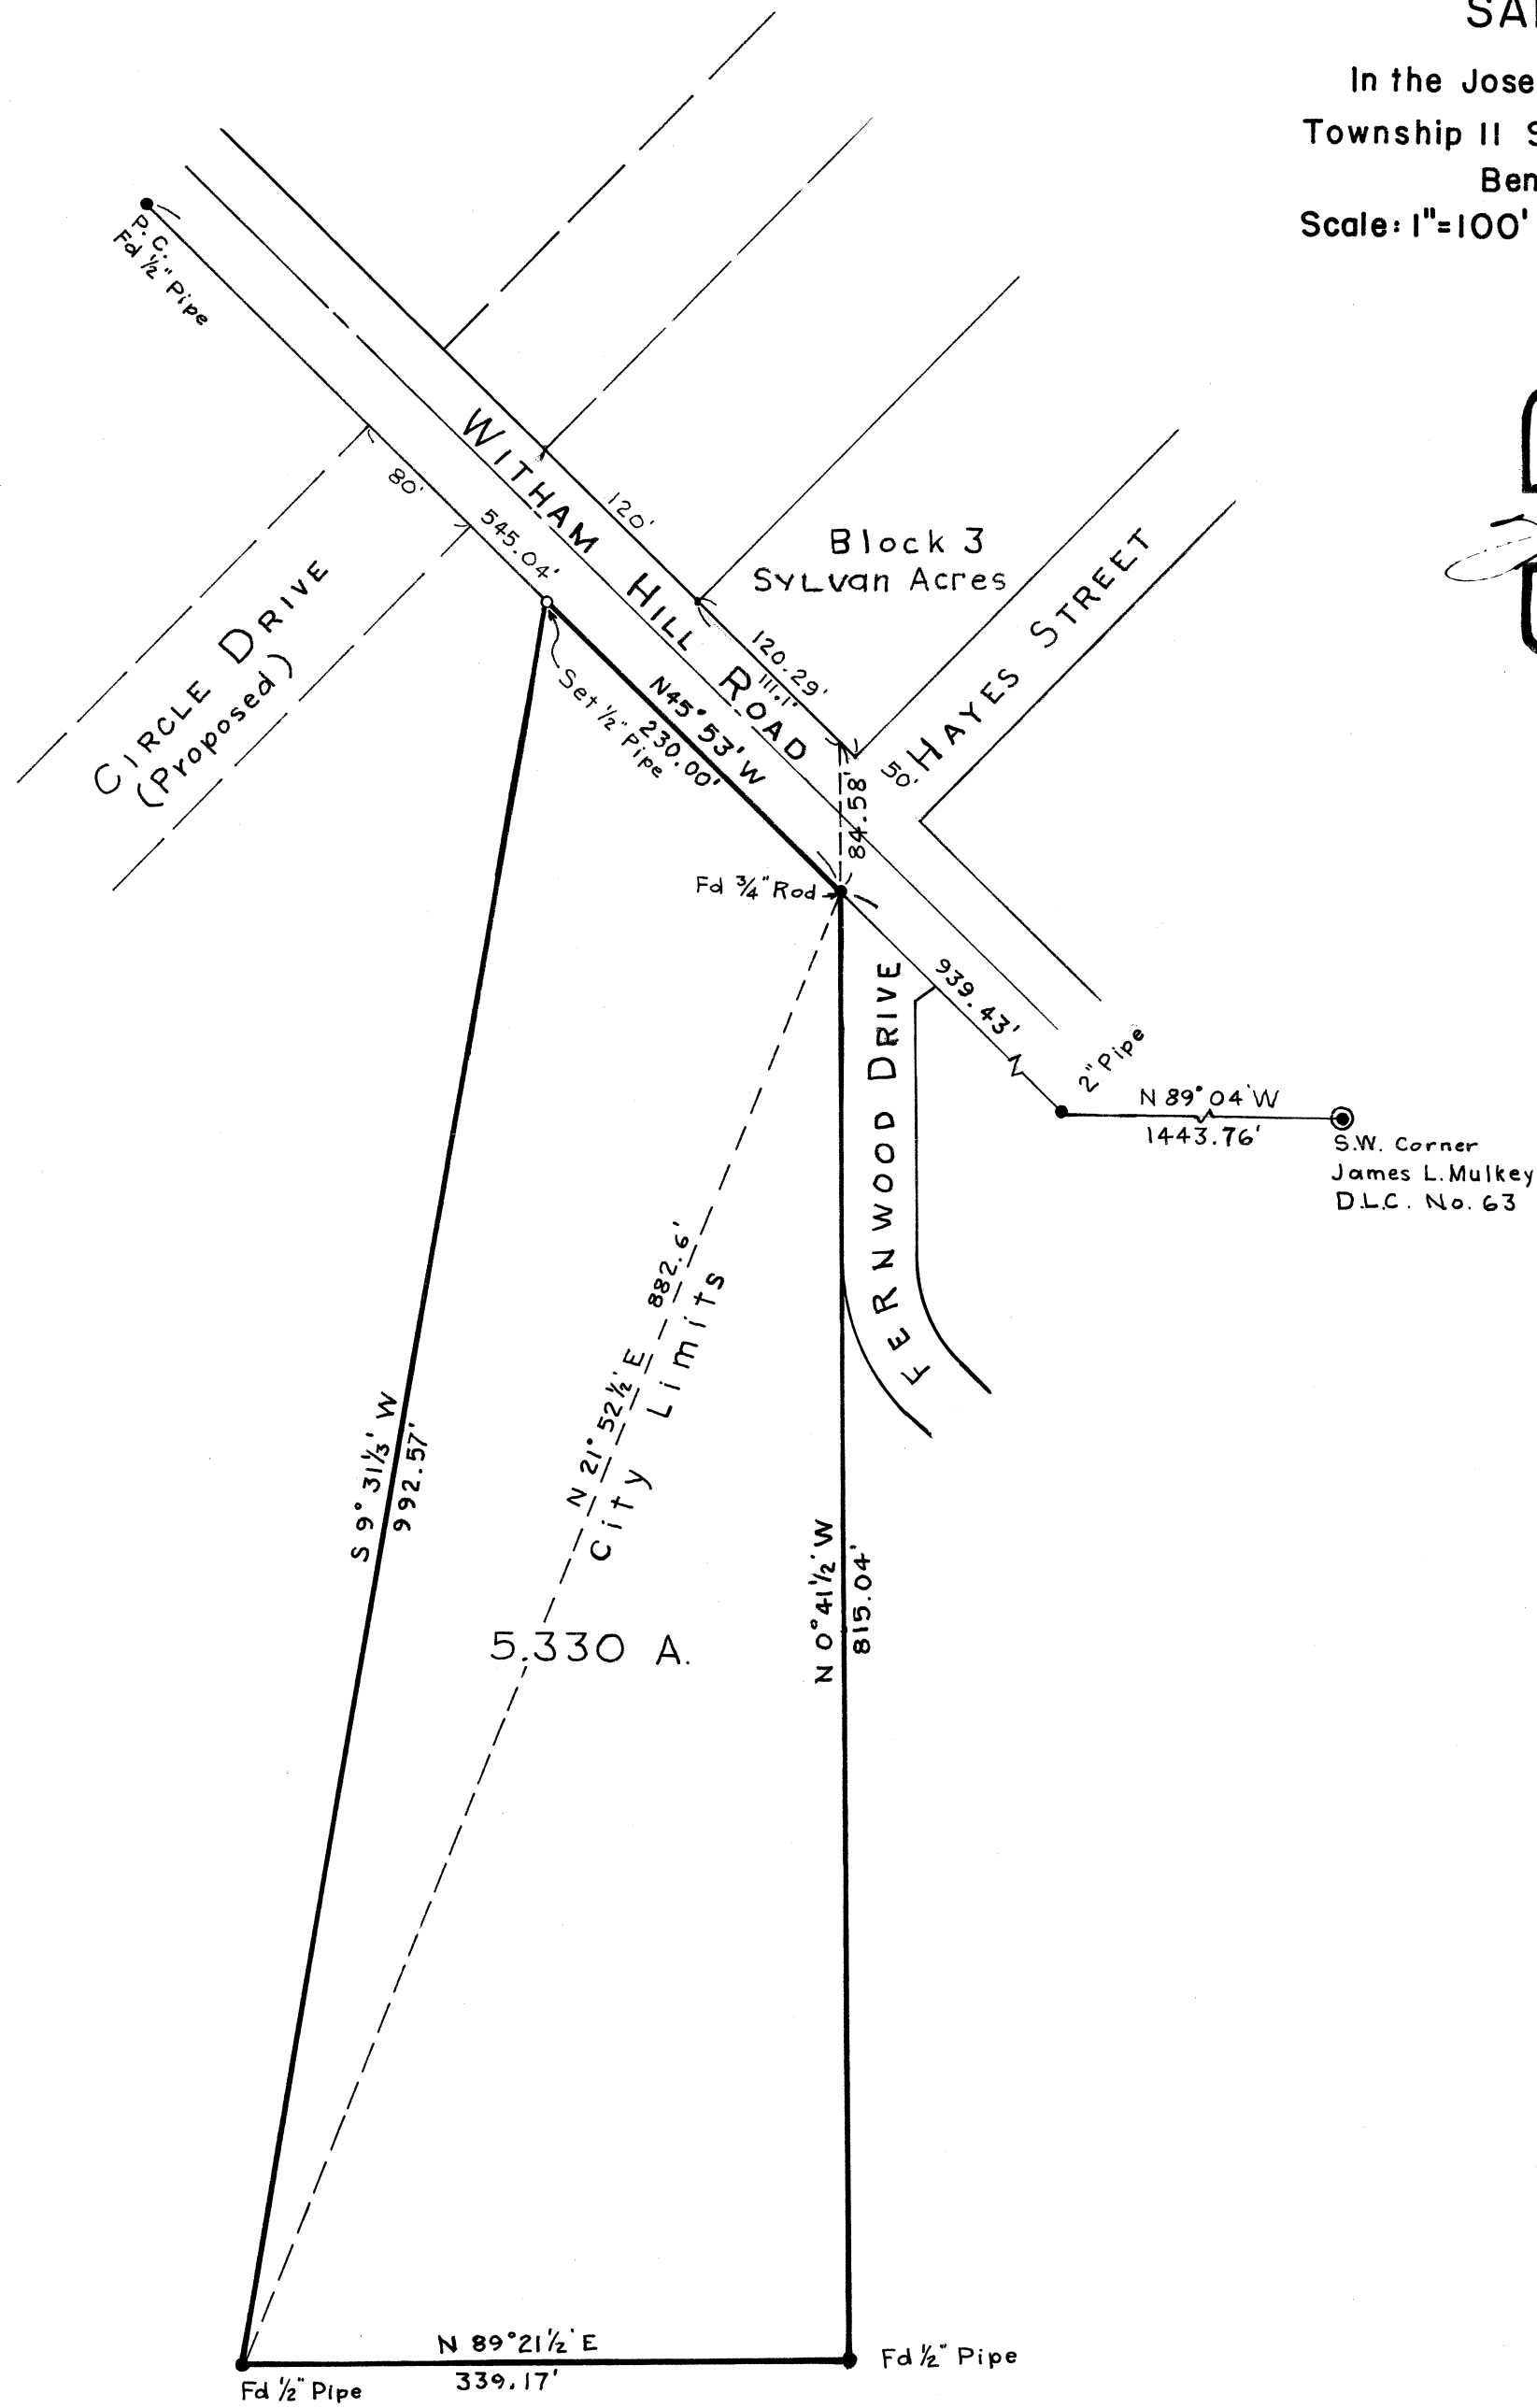 In the
Township 11
Scale: 1"=100'
P.C.
Fd ½" Pipe
WITHAM HILL ROAD
80'
545.04'
120'
Block 3
SYLVAN Acres
CIRCLE DRIVE
(Proposed)
HAYES STREET
120.29'
111.1'
50'
Set ½" Pipe
N45°53'W
230.00'
84.58'
Fd ¾" Rod
939.43'
2" Pipe
N 89°04'W
1443.76'
S.W. Corner
James L. Mulkey
D.L.C. No. 63
FERNWOOD DRIVE
N 21°52½'E 882.6'
City Limits
S 9°31⅓' W
992.57'
N 0°41½'W
815.04'
5.330 A.
N 89°21½'E
339.17'
Fd ½" Pipe
Fd ½" Pipe